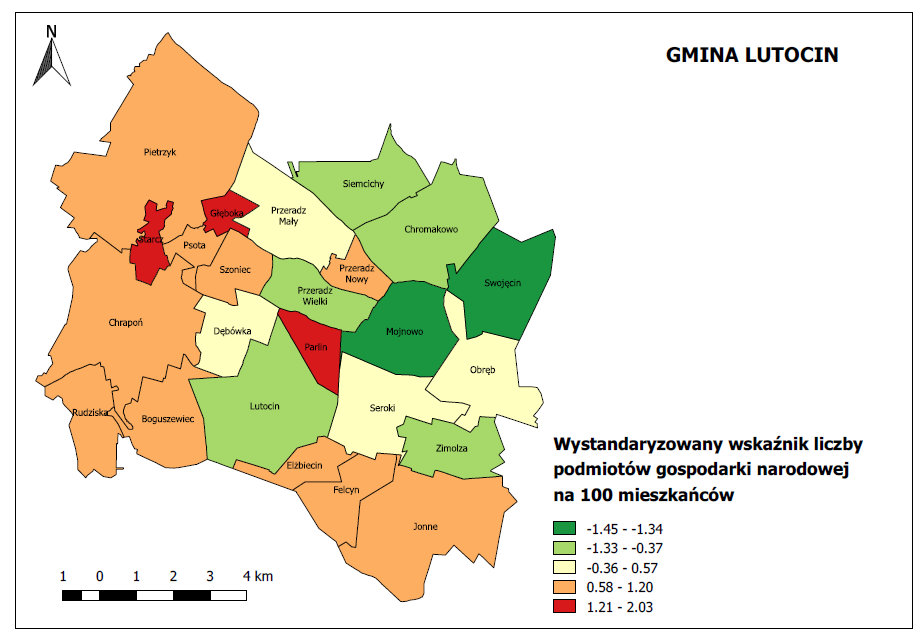 N
GMINA LUTOCIN
Pietrzyk
Siemcichy
Głęboka
Przeradz
Mały
Starcz
Chromakowo
Psota
Szoniec
Przeradz
Nowy
Swojęcin
Przeradz
Wielki
Chrapoń
Dębówka
Mojnowo
Parlin
Obręb
Lutocin
Seroki
Rudziska
Boguszewiec
Zimolza
Elżbiecin
Felcyn
Jonne
Wystandaryzowany wskaźnik liczby
podmiotów gospodarki narodowej
na 100 mieszkańców
-1.45 - -1.34
-1.33 - -0.37
-0.36 - 0.57
0.58 - 1.20
1.21 - 2.03
1 0 1 2 3 4 km